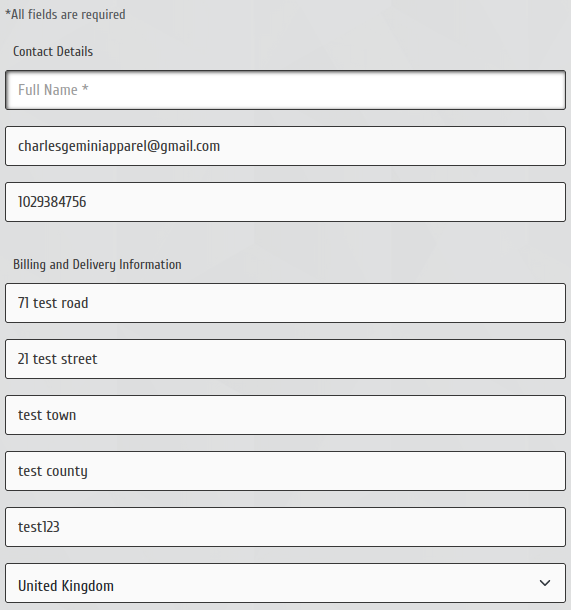 *All fields are required
Contact Details
Full Name *
charlesgeminiapparel@gmail.com
1029384756
Billing and Delivery Information
71 test road
21 test street
test town
test county
test123
United Kingdom